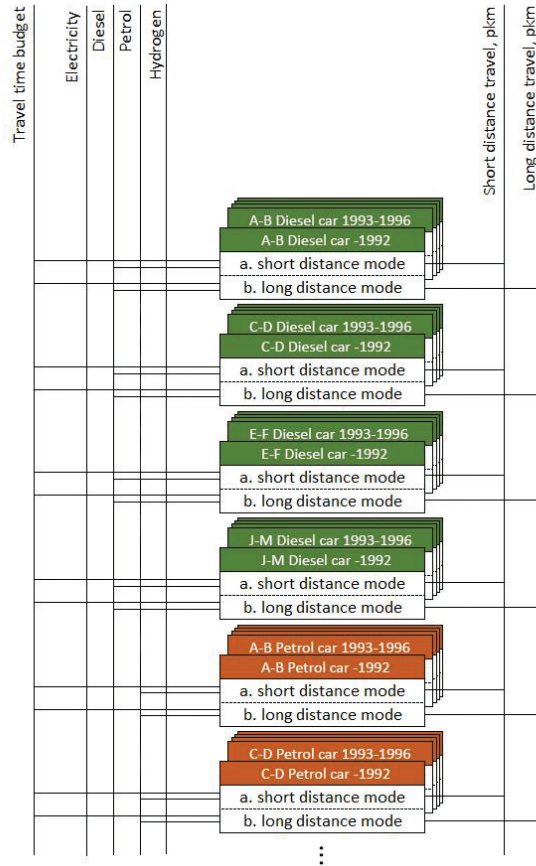 Travel time budget
Electricity
Diesel
Petrol
Hydrogen
Short distance travel, pkm
Long distance travel, pkm
A-B Diesel car 1993-1996
A-B Diesel car -1992
a. short distance mode
b. long distance mode
C-D Diesel car 1993-1996
C-D Diesel car -1992
a. short distance mode
b. long distance mode
E-F Diesel car 1993-1996
E-F Diesel car -1992
a. short distance mode
b. long distance mode
J-M Diesel car 1993-1996
J-M Diesel car -1992
a. short distance mode
b. long distance mode
A-B Petrol car 1993-1996
A-B Petrol car -1992
a. short distance mode
b. long distance mode
C-D Petrol car 1993-1996
C-D Petrol car -1992
a. short distance mode
b. long distance mode
⋮